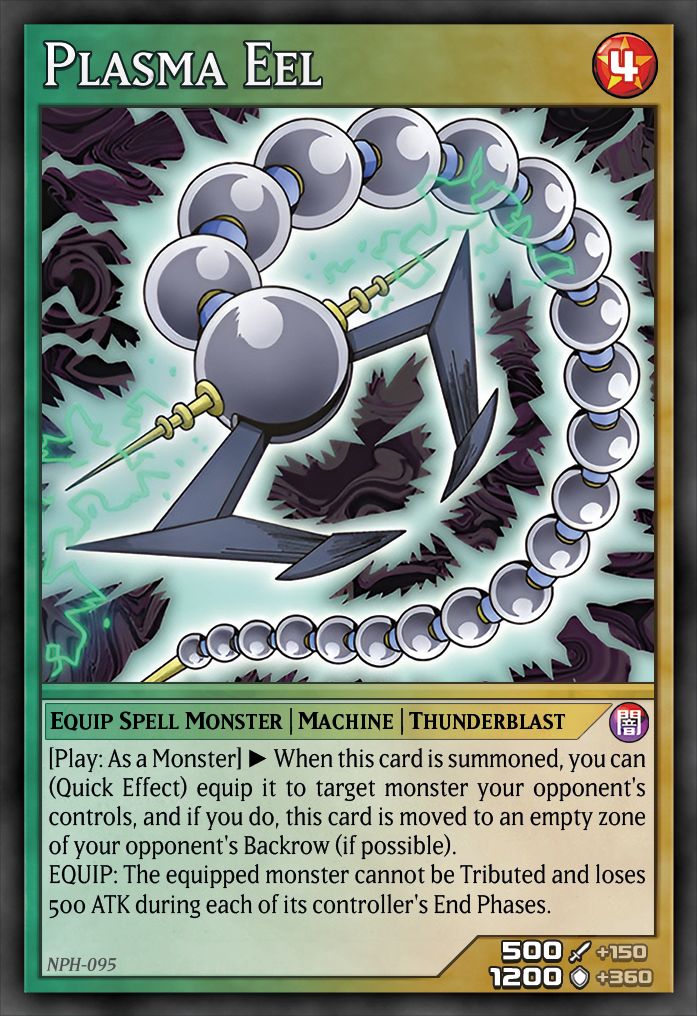 Plasma Eel
4
Equip Spell Monster | Machine | Thunderblast
闇
[Play: As a Monster] ► When this card is summoned, you can
(Quick Effect) equip it to target monster your opponent's
controls, and if you do, this card is moved to an empty zone
of your opponent's Backrow (if possible).
EQUIP: The equipped monster cannot be Tributed and loses
500 ATK during each of its controller's End Phases.
500 +150
1200 +360
NPH-095